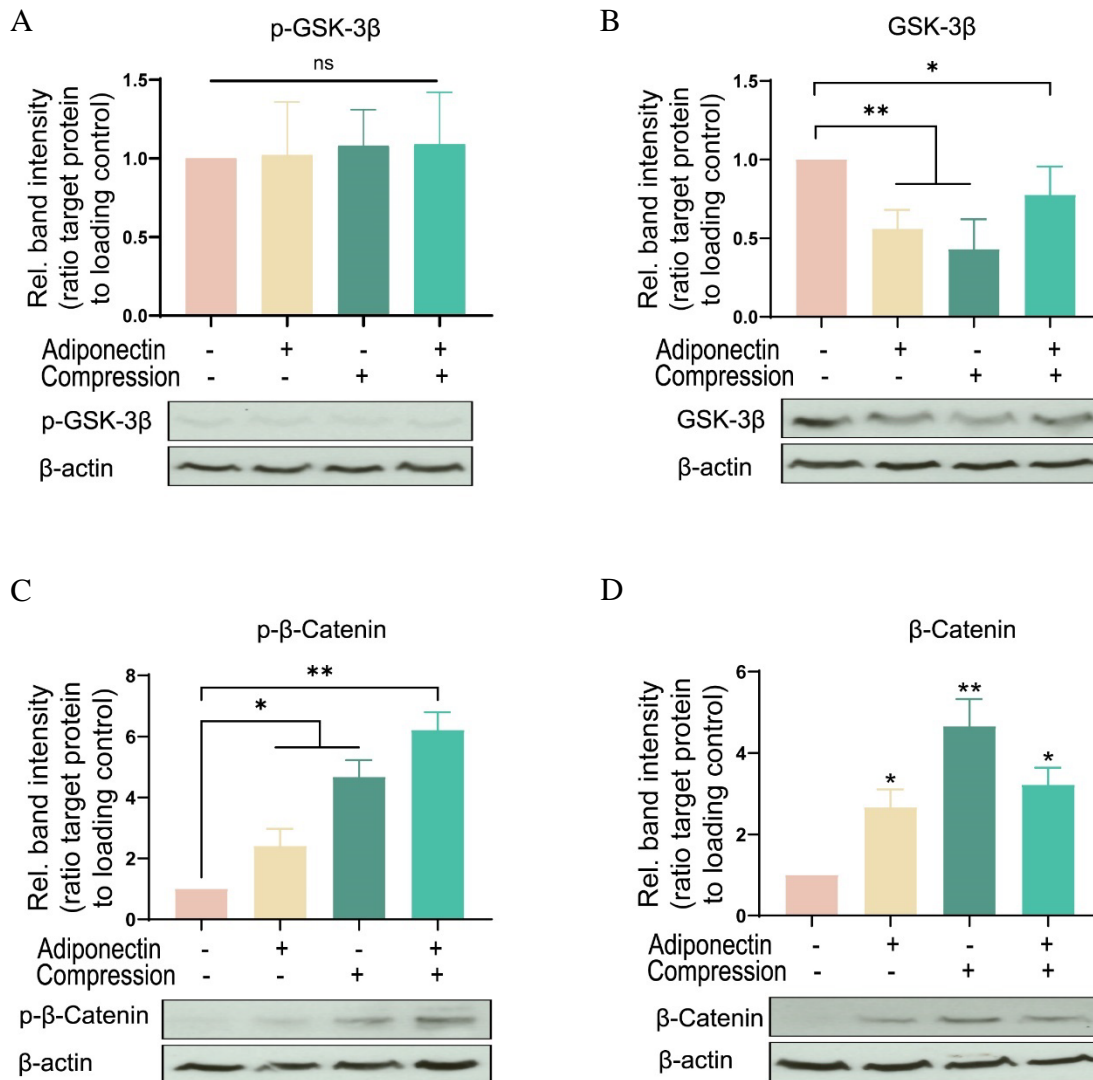 A
p-GSK-3β
ns
1.5
1.0
0.5
0.0
Rel. band intensity
(ratio target protein
to loading control)
Adiponectin - + - +
Compression - - + +
p-GSK-3β
β-actin
B
GSK-3β
*
**
1.5
1.0
0.5
0.0
Rel. band intensity
(ratio target protein
to loading control)
Adiponectin - + - +
Compression - - + +
GSK-3β
β-actin
C
p-β-Catenin
**
*
8
6
4
2
0
Rel. band intensity
(ratio target protein
to loading control)
Adiponectin - + - +
Compression - - + +
p-β-Catenin
β-actin
D
β-Catenin
* ** *
6
4
2
0
Rel. band intensity
(ratio target protein
to loading control)
Adiponectin - + - +
Compression - - + +
β-Catenin
β-actin